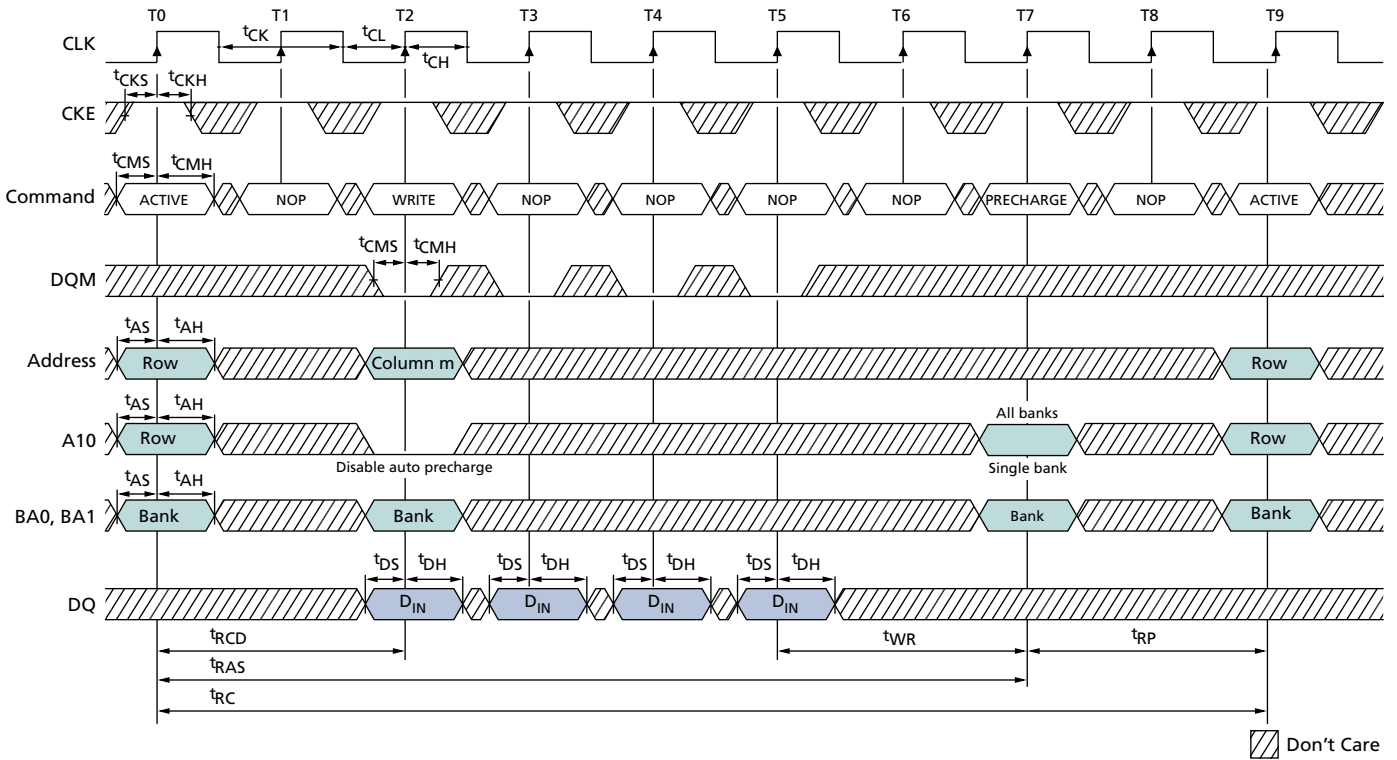 T0 T1 T2 T3 T4 T5 T6 T7 T8 T9
CLK
tCK tCL
tCH
tCKS tCKH
CKE
tCMS tCMH
Command ACTIVE NOP WRITE NOP NOP NOP NOP PRECHARGE NOP ACTIVE
tCMS tCMH
DQM
tAS tAH
Address Row Column m Row
tAS tAH All banks
A10 Row Row
Disable auto precharge Single bank
tAS tAH
BA0, BA1 Bank Bank Bank Bank
tDS tDH tDS tDH tDS tDH tDS tDH
DQ DIN DIN DIN DIN
tRCD tWR tRP
tRAS
tRC
Don't Care